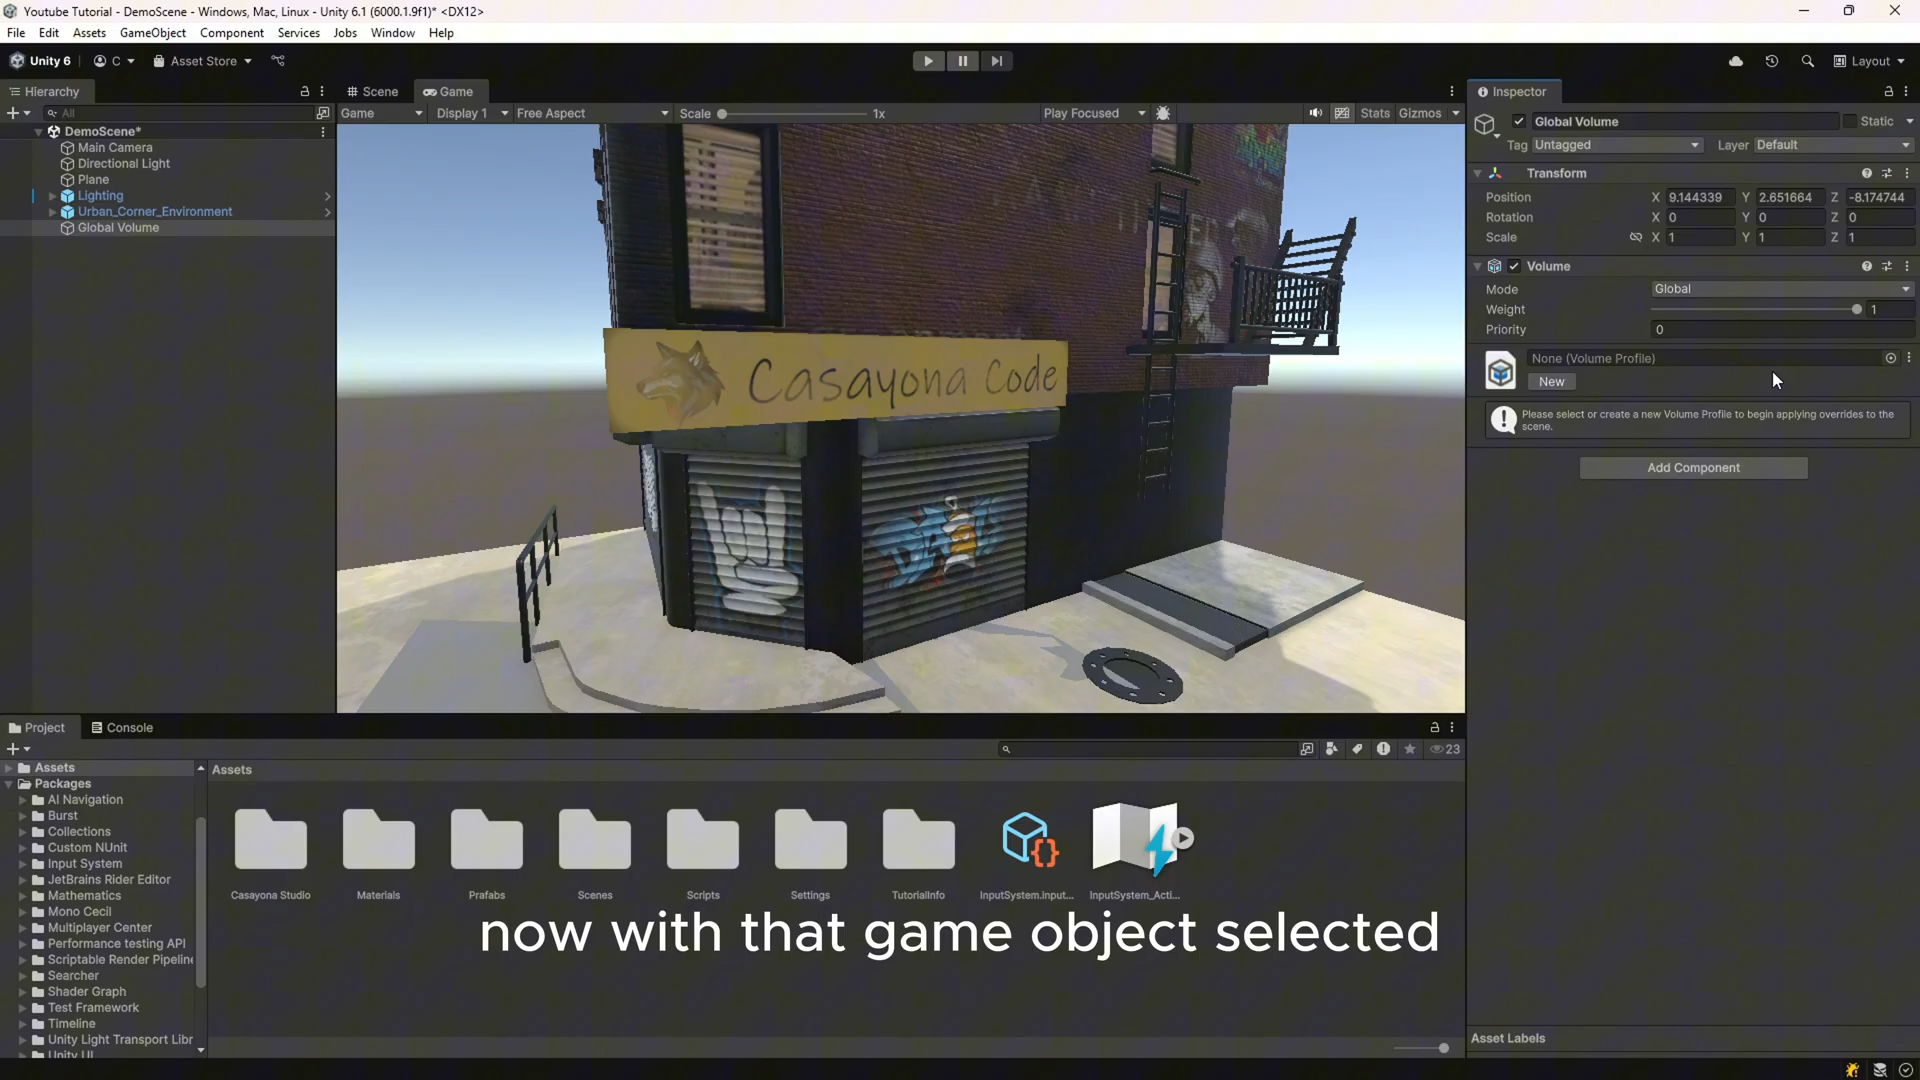 Youtube Tutorial - DemoScene - Windows, Mac, Linux - Unity 6.1 (6000.1.9f1)* <DX12>
File Edit Assets GameObject Component Services Jobs Window Help
Unity 6 C Asset Store Layout
Hierarchy Scene Game Inspector
All Game Display 1 Free Aspect Scale 1x Play Focused Stats Gizmos
Global Volume Static
Tag Untagged Layer Default
DemoScene*
Main Camera
Directional Light
Plane
Lighting
Urban_Corner_Environment
Global Volume
Transform
Position X 9.144339 Y 2.651664 Z -8.174744
Rotation X 0 Y 0 Z 0
Scale X 1 Y 1 Z 1
Volume
Mode Global
Weight 1
Priority 0
None (Volume Profile)
New
Please select or create a new Volume Profile to begin applying overrides to the
scene.
Add Component
Casayona Code
Project Console
23
Assets
Packages
AI Navigation
Burst
Collections
Custom NUnit
Input System
JetBrains Rider Editor
Mathematics
Mono Cecil
Multiplayer Center
Performance testing API
Scriptable Render Pipeline
Searcher
Shader Graph
Test Framework
Timeline
Unity Light Transport Libr
Unity UI
Assets
Casayona Studio Materials Prefabs Scenes Scripts Settings TutorialInfo InputSystem.input... InputSystem_Acti...
now with that game object selected
Asset Labels